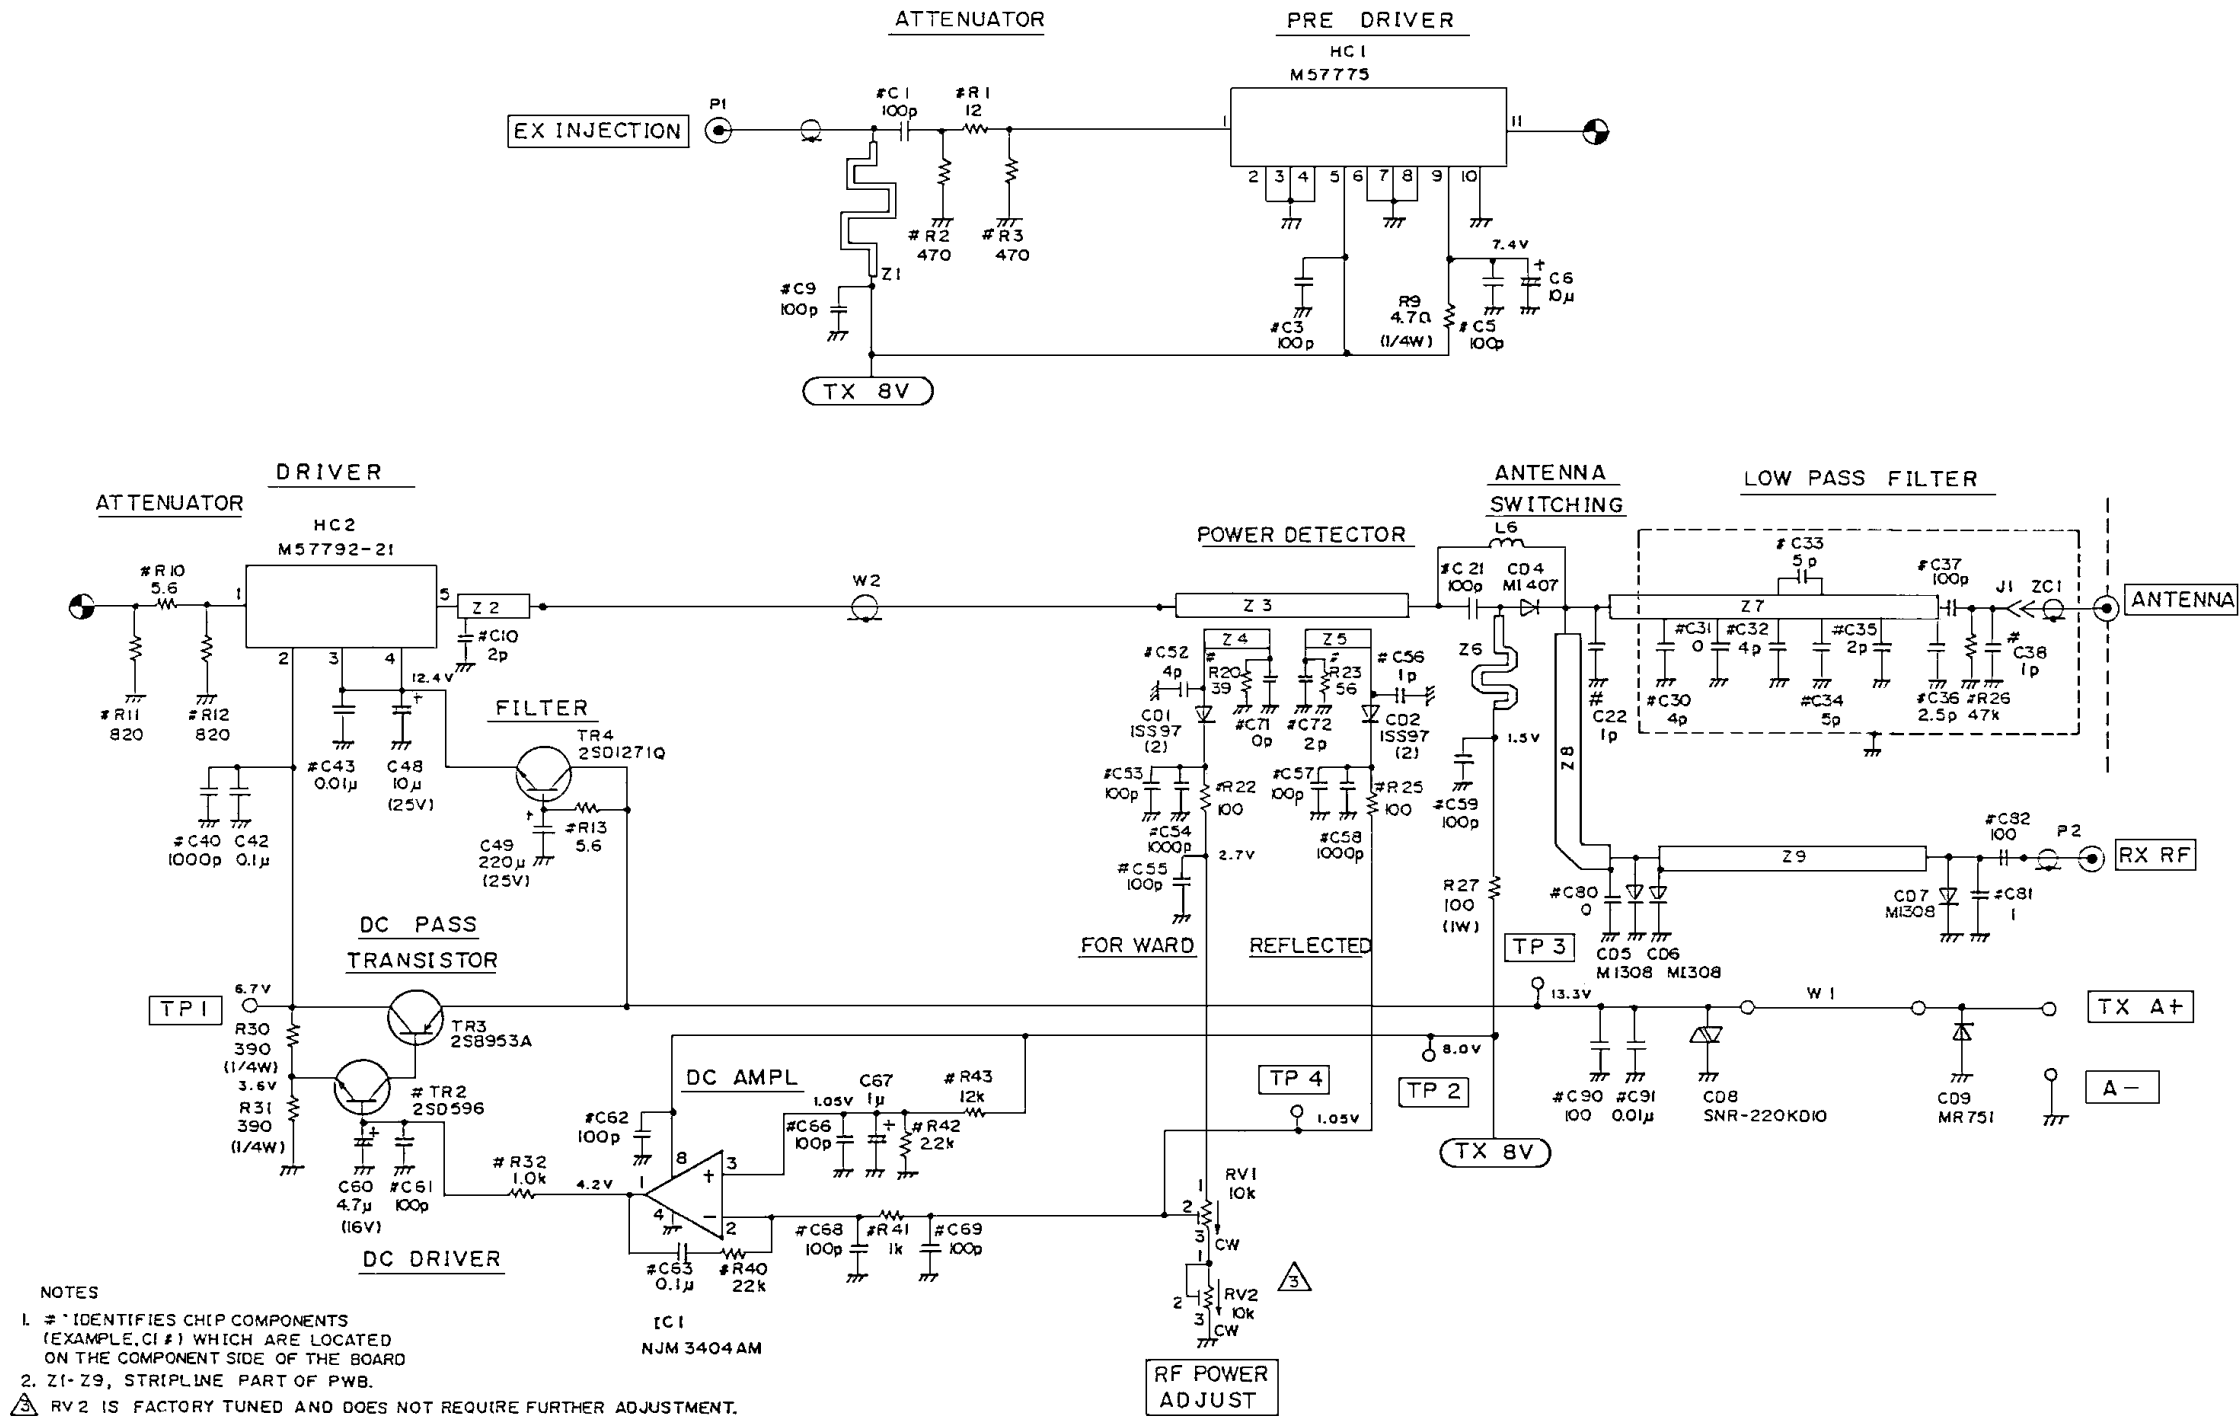 ATTENUATOR
PRE DRIVER
HC1
M57775
EX INJECTION
P1
#C1
100p
#R1
12
1
11
2
3
4
5
6
7
8
9
10
#R2
470
#R3
470
Z1
#C9
100p
#C3
100p
7.4V
R9
4.7Ω
(1/4W)
#C5
100p
+
C6
10μ
TX 8V
DRIVER
ATTENUATOR
HC2
M57792-21
#R10
5.6
1
5
Z2
#C10
2p
2
3
4
12.4V
+
#R11
820
#R12
820
#C43
0.01μ
C48
10μ
(25V)
FILTER
TR4
2SD1271Q
#C40
1000p
C42
0.1μ
+
C49
220μ
(25V)
#R13
5.6
W2
POWER DETECTOR
Z3
Z4
Z5
#C52
4p
#
R20
39
#
R23
56
#C56
1p
CD1
1SS97
(2)
#C71
0p
#C72
2p
CD2
1SS97
(2)
#C53
100p
#R22
100
#C54
1000p
#C57
100p
#R25
100
#C58
1000p
2.7V
#C55
100p
FOR WARD
REFLECTED
ANTENNA
SWITCHING
L6
#C21
100p
CD4
M1407
Z6
1.5V
#C59
100p
R27
100
(1W)
Z8
#
C22
1p
LOW PASS FILTER
#C33
5p
#C37
100p
J1
ZC1
ANTENNA
Z7
#C31
0
#C32
4p
#C35
2p
#
C38
1p
#C30
4p
#C34
5p
#C36
2.5p
#R26
47k
#C82
100
P2
RX RF
Z9
#C80
0
CD5
M1308
CD6
M1308
CD7
M1308
#C81
1
DC PASS
TRANSISTOR
6.7V
TP1
R30
390
(1/4W)
3.6V
R31
390
(1/4W)
TR3
2SB953A
#TR2
2SD596
+
C60
4.7μ
(16V)
#C61
100p
DC DRIVER
#R32
1.0k
4.2V
DC AMPL
#C62
100p
1.05V
#C66
100p
C67
1μ
+
#R43
12k
#R42
2.2k
8
+
3
1
4
−
2
#C63
0.1μ
#R40
22k
IC1
NJM3404AM
#C68
100p
#R41
1k
#C69
100p
TP4
1.05V
TP2
8.0V
TP3
13.3V
TX 8V
1
2
3
RV1
10k
CW
1
2
3
RV2
10k
CW
3
RF POWER
ADJUST
W1
TX A+
A−
#C90
100
#C91
0.01μ
CD8
SNR-220KD10
CD9
MR751
NOTES
1. #" IDENTIFIES CHIP COMPONENTS
(EXAMPLE,C1#) WHICH ARE LOCATED
ON THE COMPONENT SIDE OF THE BOARD
2. Z1-Z9, STRIPLINE PART OF PWB.
3 RV2 IS FACTORY TUNED AND DOES NOT REQUIRE FURTHER ADJUSTMENT.